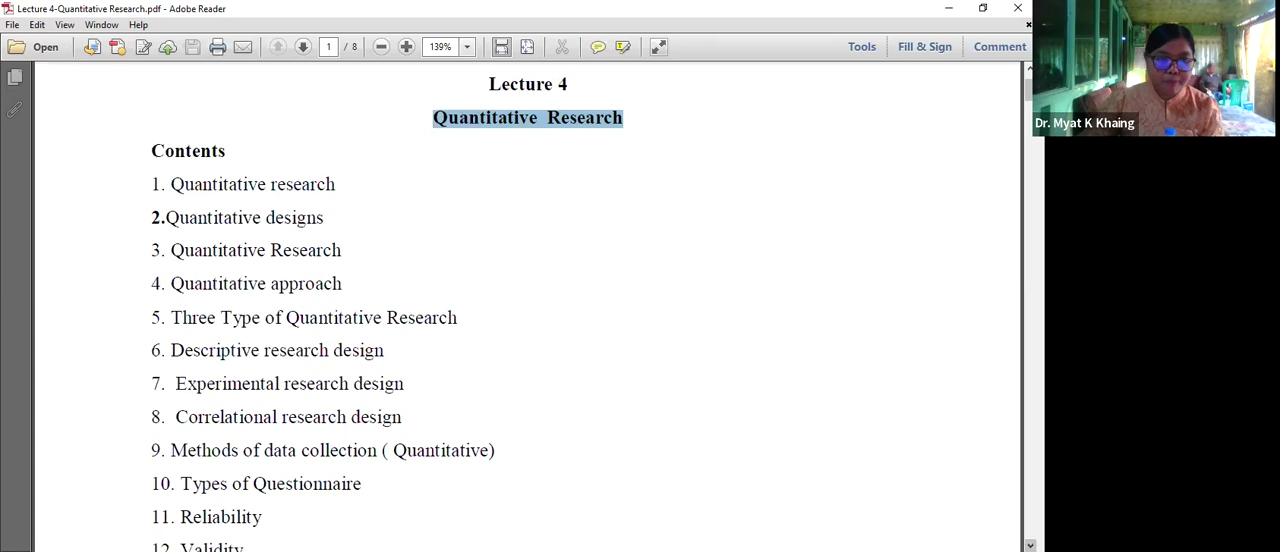 Lecture 4-Quantitative Research.pdf - Adobe Reader
File Edit View Window Help
Open 1 / 8 139% Tools Fill & Sign Comment
Lecture 4
Quantitative Research
Contents
1. Quantitative research
2.Quantitative designs
3. Quantitative Research
4. Quantitative approach
5. Three Type of Quantitative Research
6. Descriptive research design
7. Experimental research design
8. Correlational research design
9. Methods of data collection ( Quantitative)
10. Types of Questionnaire
11. Reliability
12. Validity
Dr. Myat K Khaing